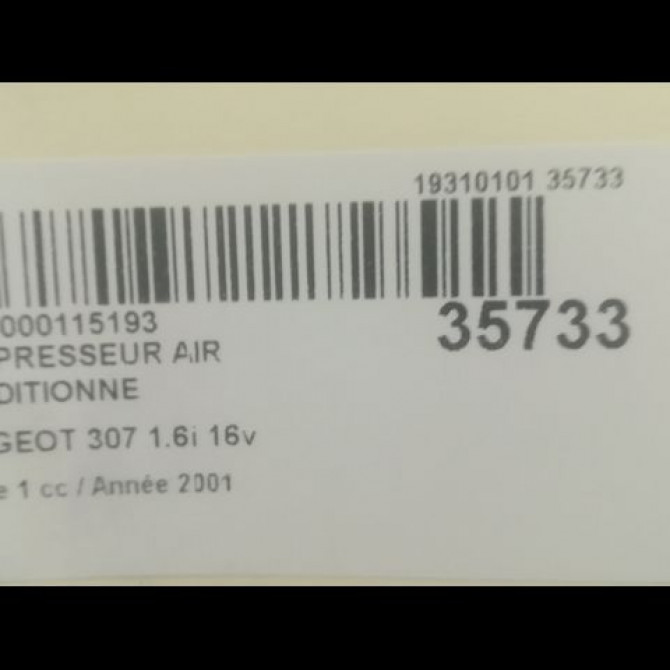 19310101 35733
000115193
35733
PRESSEUR AIR
DITIONNE
GEOT 307 1.6i 16v
e 1 cc / Année 2001